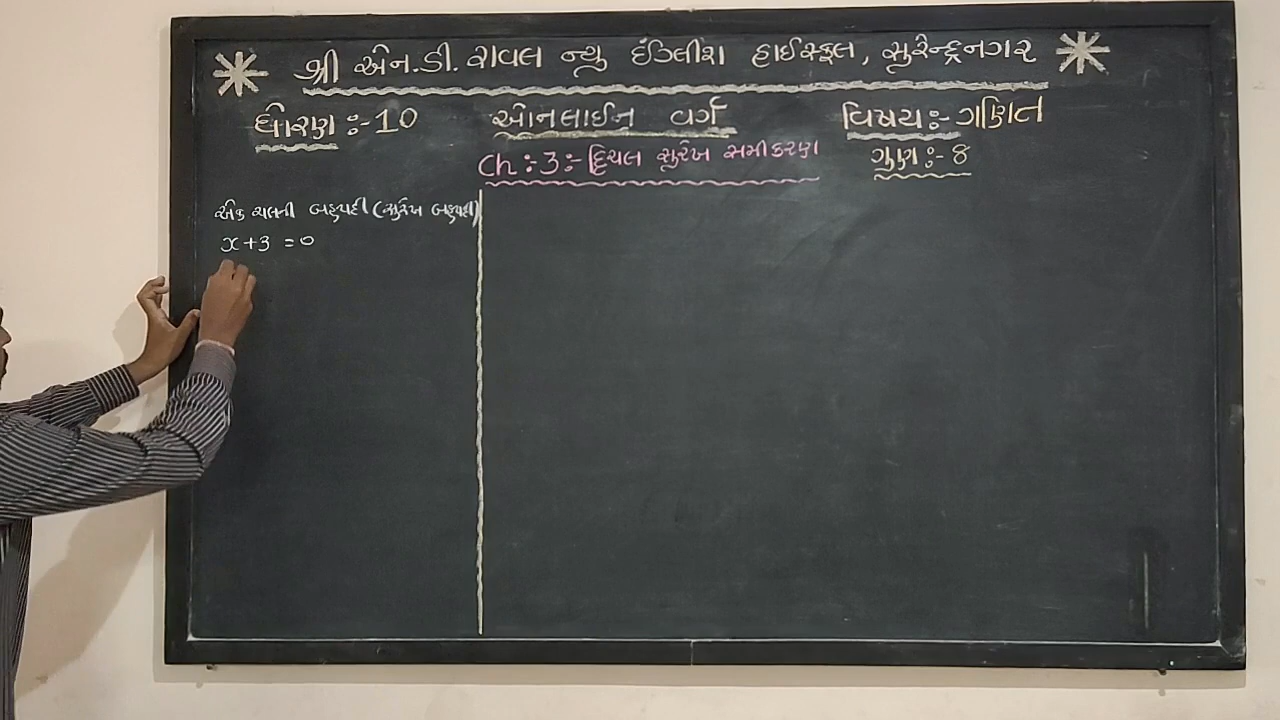 શ્રી એન.ડી. રાવલ ન્યુ ઇંગ્લીશ હાઈસ્કૂલ, સુરેન્દ્રનગર
ધોરણ :- 10 ઓનલાઈન વર્ગ વિષય :- ગણિત
Ch :- 3 :- દ્વિચલ સુરેખ સમીકરણ ગુણ :- 8
એક ચલની બહુપદી (સુરેખ બહુપદી)
x + 3 = 0